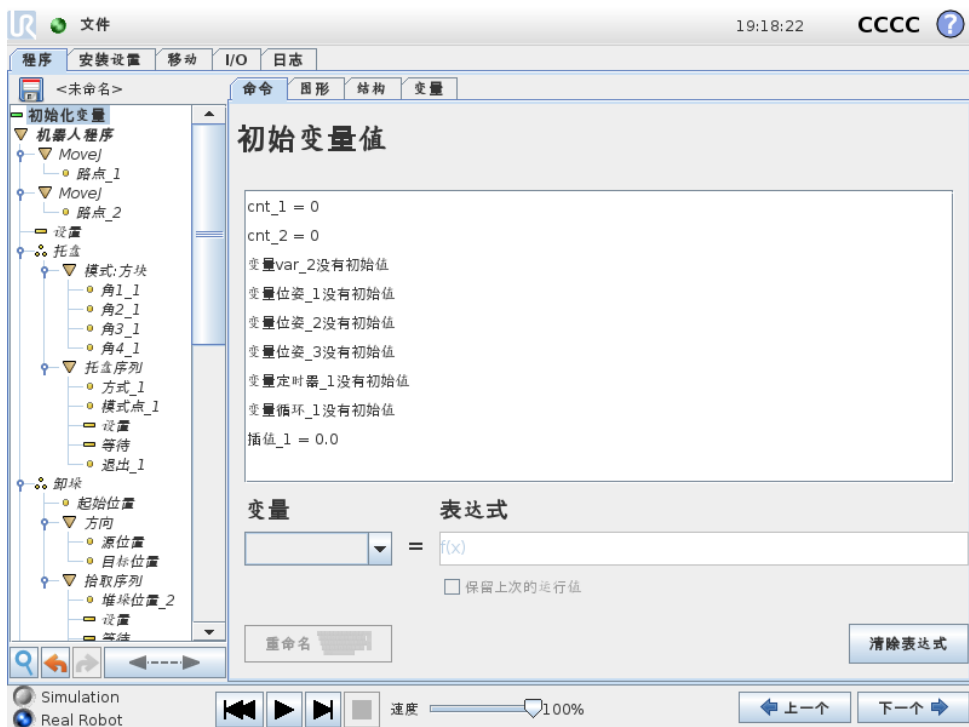 UR 文件 19:18:22 CCCC ?
程序 安装设置 移动 I/O 日志
<未命名> 命令 图形 结构 变量
初始化变量
机器人程序
MoveJ
路点_1
MoveJ
路点_2
设置
托盘
模式:方块
角1_1
角2_1
角3_1
角4_1
托盘序列
方式_1
模式点_1
设置
等待
退出_1
卸垛
起始位置
方向
源位置
目标位置
拾取序列
堆垛位置_2
设置
等待
初始变量值
cnt_1 = 0
cnt_2 = 0
变量var_2没有初始值
变量位姿_1没有初始值
变量位姿_2没有初始值
变量位姿_3没有初始值
变量定时器_1没有初始值
变量循环_1没有初始值
插值_1 = 0.0
变量 表达式
= f(x)
保留上次的运行值
重命名 清除表达式
Simulation
Real Robot
速度 100% 上一个 下一个